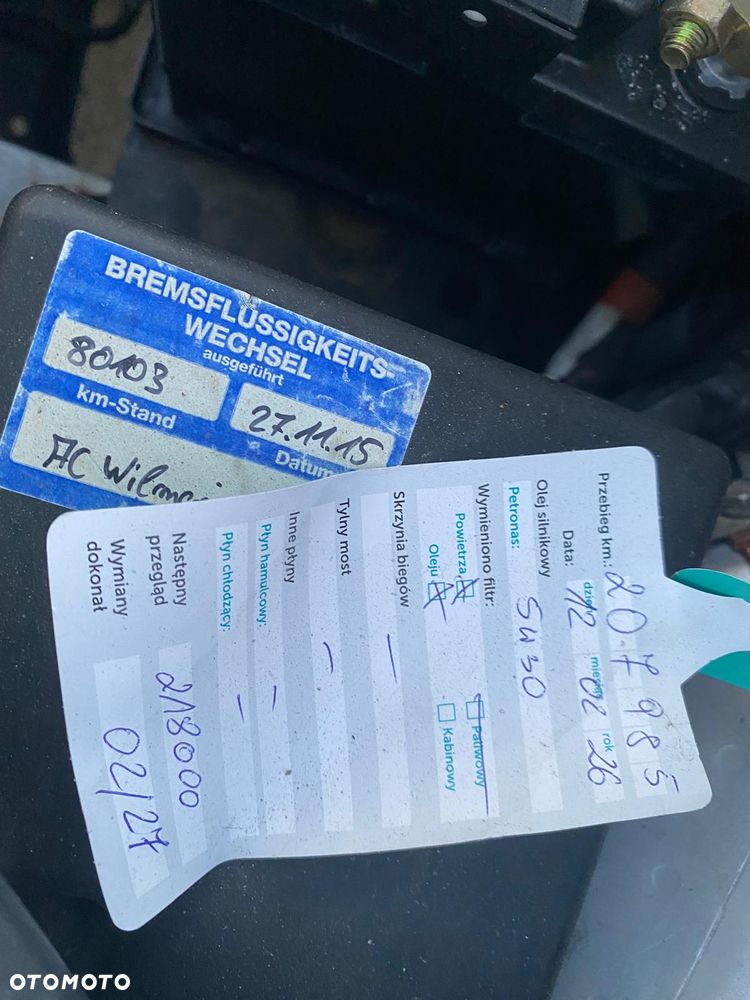 BREMSFLÜSSIGKEITS-
WECHSEL
ausgeführt
80103
27.11.15
km-Stand
Datum
AC
Przebieg km.: 207985
dzień miesiąc rok
Data: 12 02 26
Olej silnikowy
Petronas: 5W30
Wymieniono filtr:
Powietrza Paliwowy
Oleju Kabinowy
Skrzynia biegów —
Tylny most —
Inne płyny
Płyn hamulcowy: —
Płyn chłodzący: —
Następny
przegląd 218000
Wymiany
dokonał 02/27
OTOMOTO